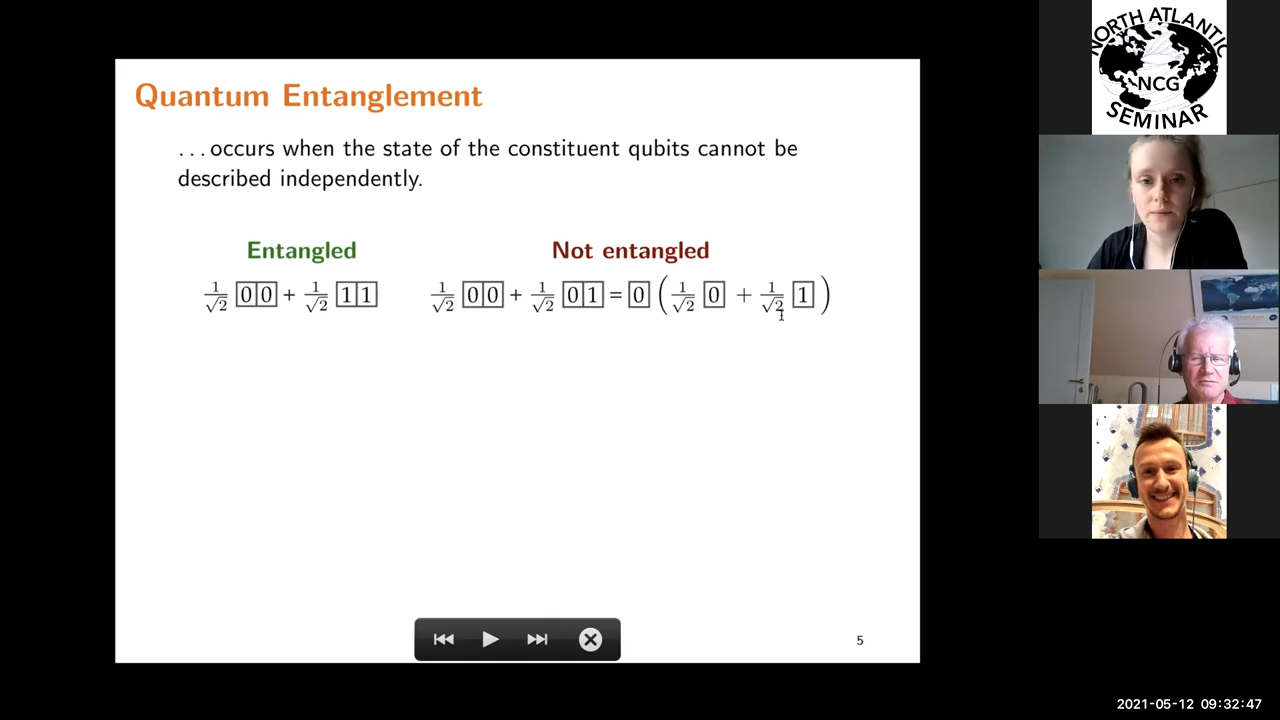 Quantum Entanglement
...occurs when the state of the constituent qubits cannot be
described independently.
Entangled
Not entangled
1/√2 00 + 1/√2 11
1/√2 00 + 1/√2 01 = 0 ( 1/√2 0 + 1/√2 1 )
5
NORTH ATLANTIC
NCG
SEMINAR
2021-05-12 09:32:47